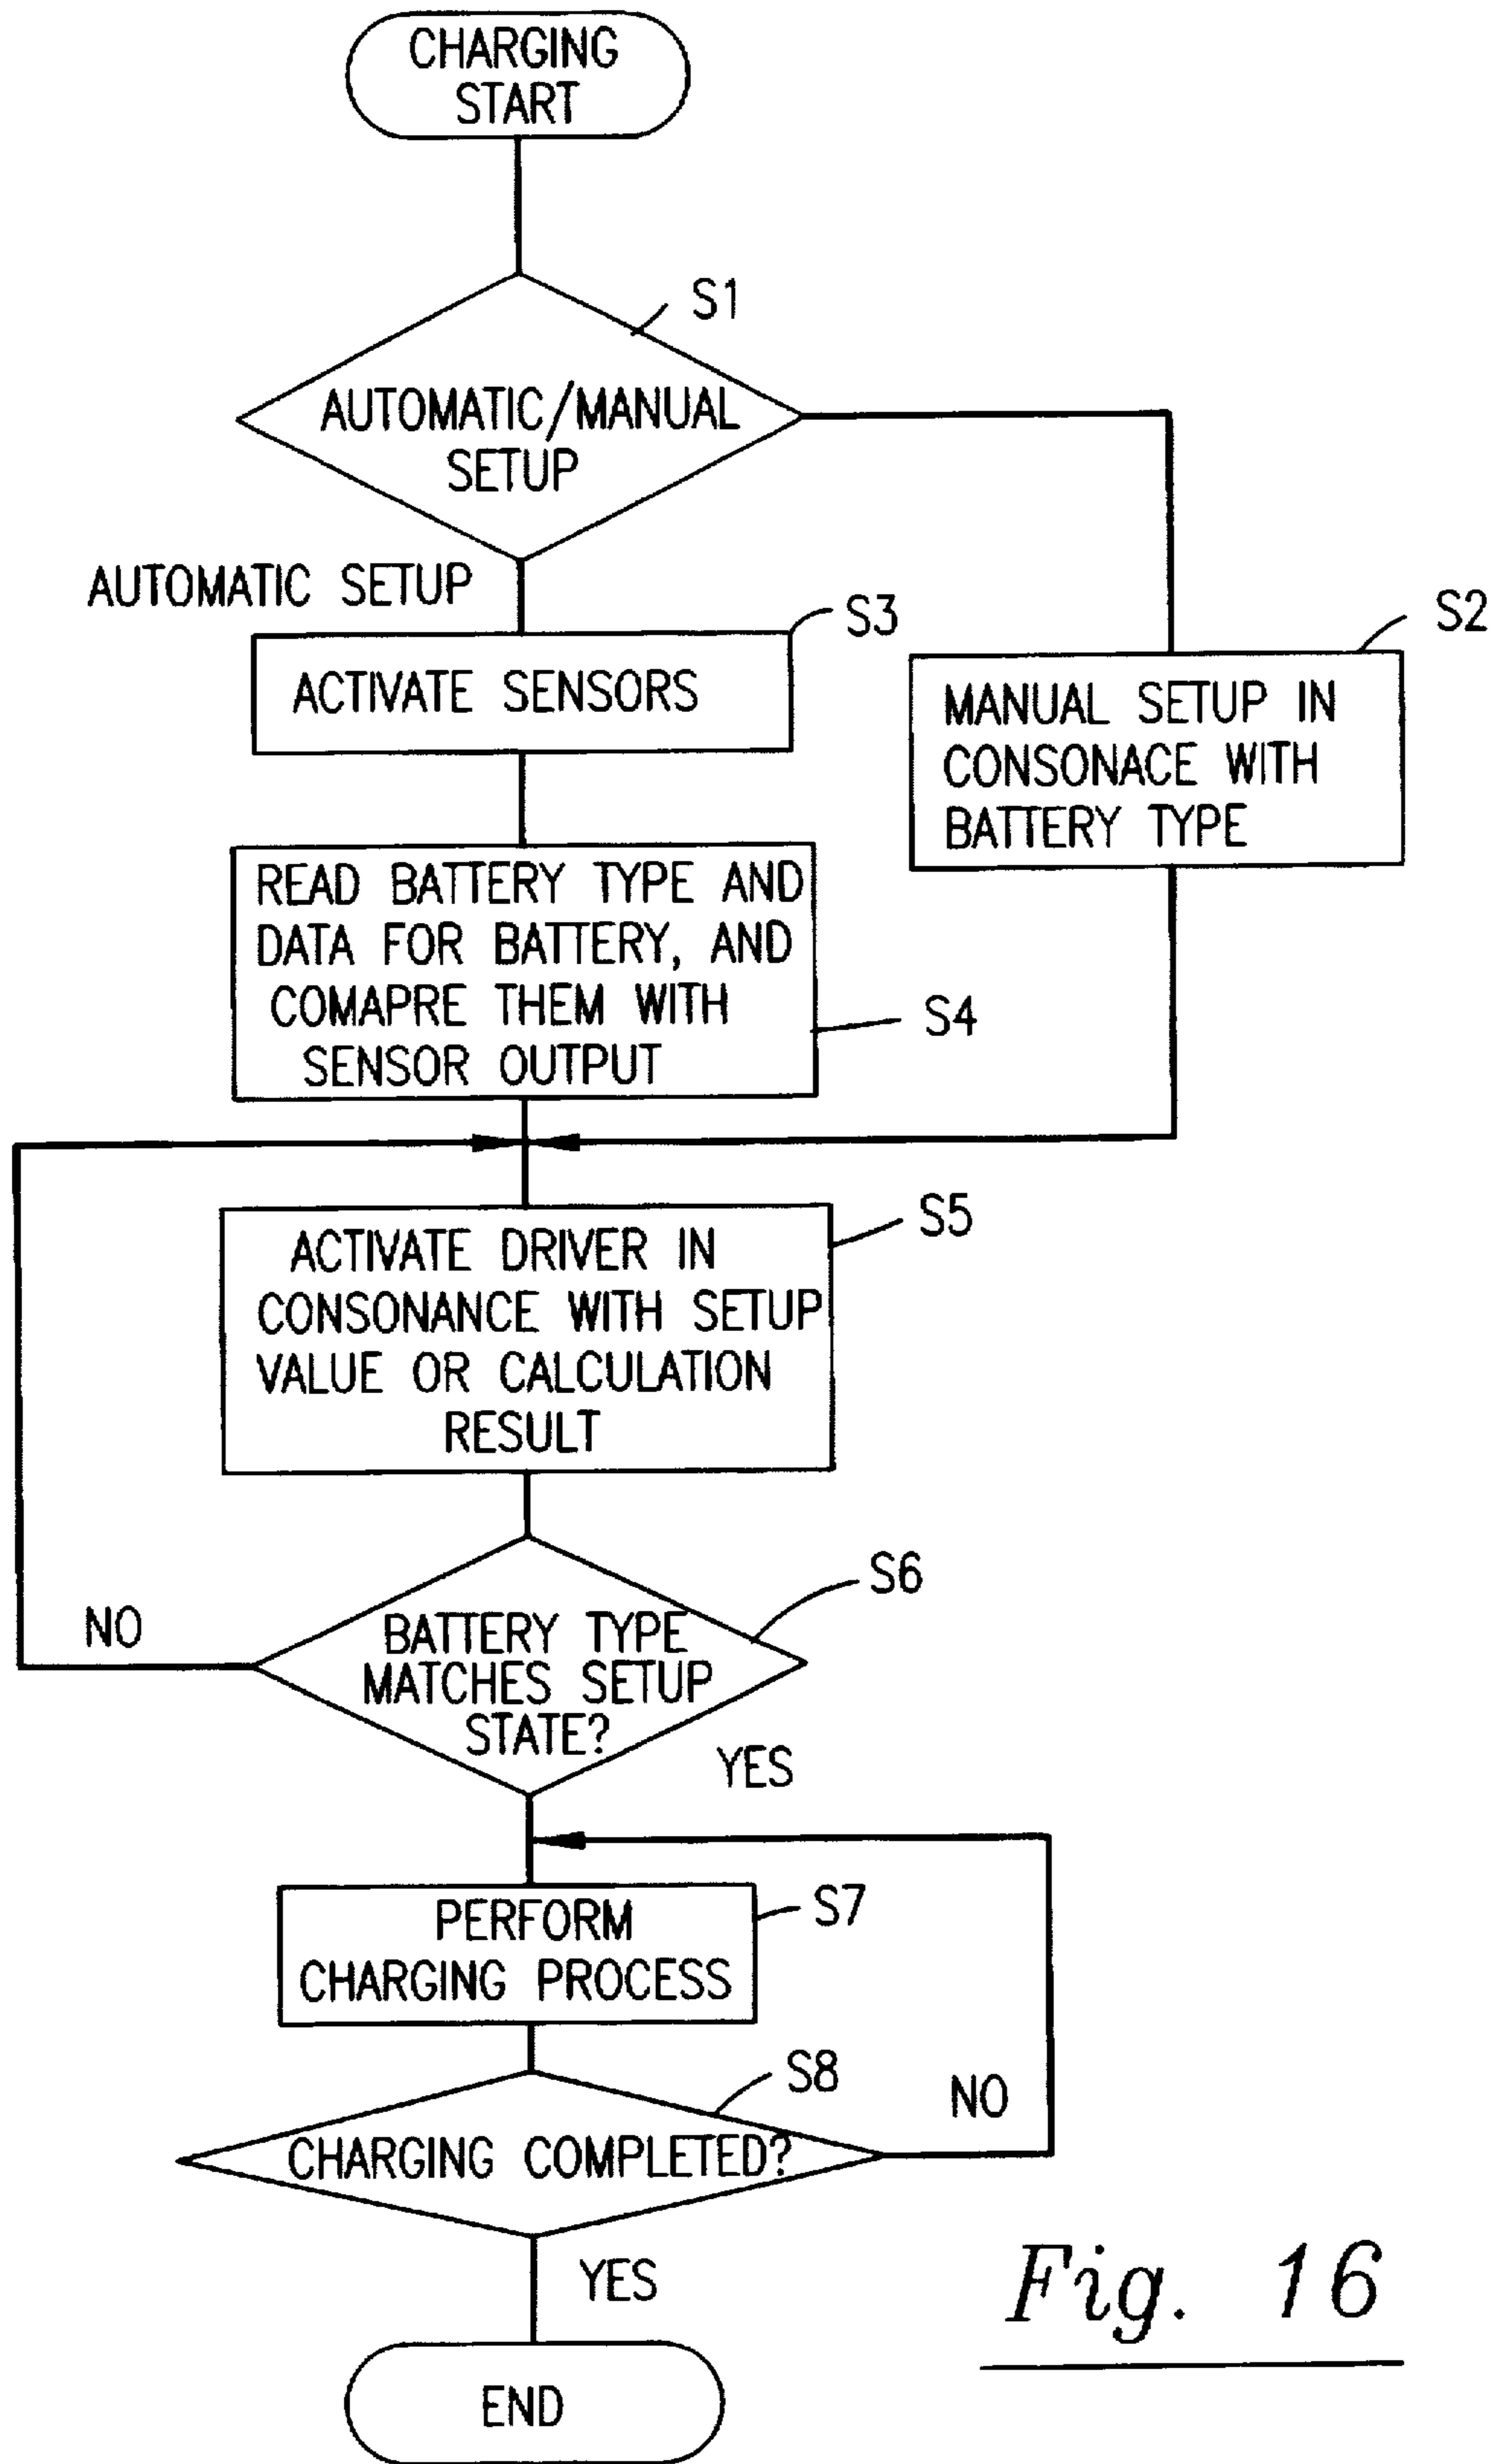 CHARGING
START
S1
AUTOMATIC/MANUAL
SETUP
AUTOMATIC SETUP
S3
ACTIVATE SENSORS
S2
MANUAL SETUP IN
CONSONACE WITH
BATTERY TYPE
READ BATTERY TYPE AND
DATA FOR BATTERY, AND
COMAPRE THEM WITH
SENSOR OUTPUT
S4
S5
ACTIVATE DRIVER IN
CONSONANCE WITH SETUP
VALUE OR CALCULATION
RESULT
S6
NO
BATTERY TYPE
MATCHES SETUP
STATE?
YES
S7
PERFORM
CHARGING PROCESS
S8
NO
CHARGING COMPLETED?
YES
END
Fig. 16